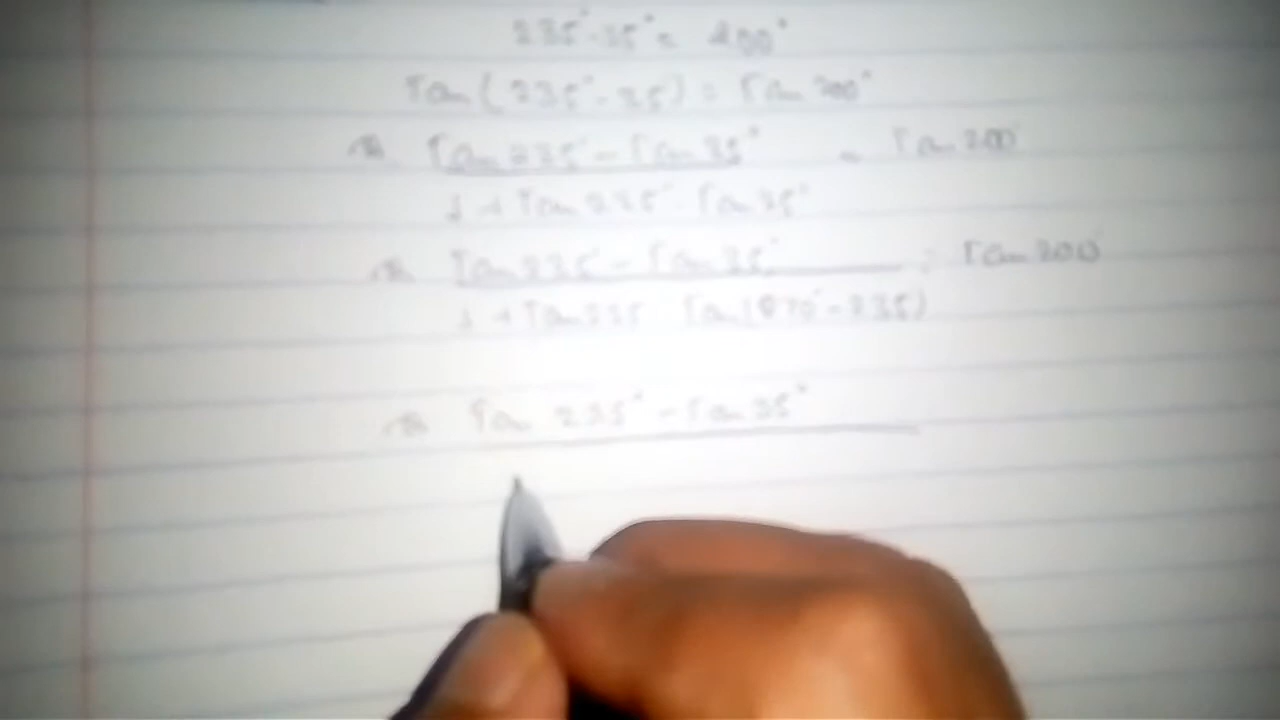 235° - 35° = 200°
Tan (235° - 35) = Tan 200°
⇒ Tan 235° - Tan 35° = Tan 200
1 + Tan 235° Tan 35°
⇒ Tan 235° - Tan 35° = Tan 200
1 + Tan 235 Tan (270° - 235)
⇒ Tan 235° - Tan 35°